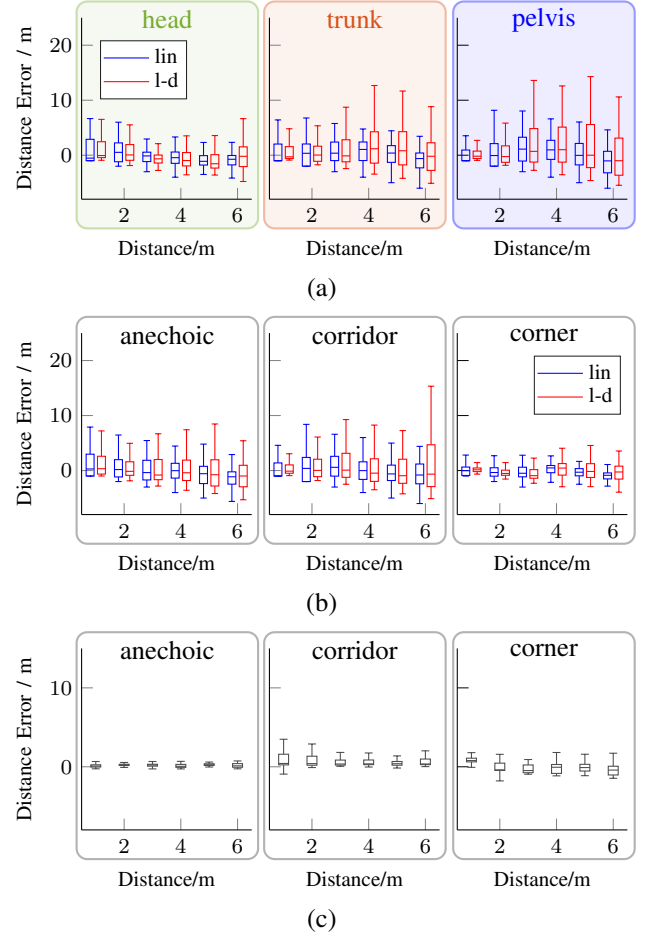 head trunk pelvis
lin
l-d
20
10
0
Distance Error / m
2 4 6 2 4 6 2 4 6
Distance/m Distance/m Distance/m
(a)
anechoic corridor corner
lin
l-d
20
10
0
Distance Error / m
2 4 6 2 4 6 2 4 6
Distance/m Distance/m Distance/m
(b)
anechoic corridor corner
10
0
Distance Error / m
2 4 6 2 4 6 2 4 6
Distance/m Distance/m Distance/m
(c)